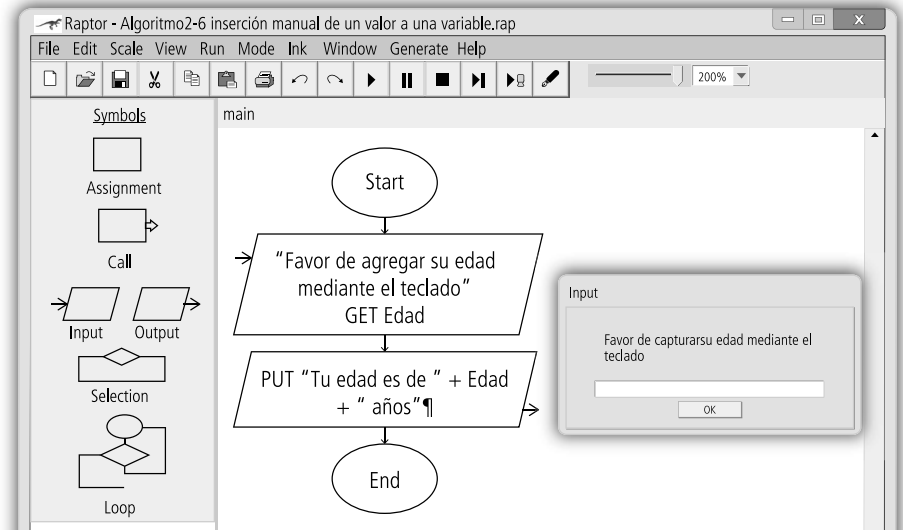 Raptor - Algoritmo2-6 inserción manual de un valor a una variable.rap
File Edit Scale View Run Mode Ink Window Generate Help
200%
Symbols
Assignment
Call
Input Output
Selection
Loop
main
Start
“Favor de agregar su edad
mediante el teclado”
GET Edad
PUT “Tu edad es de ” + Edad
+ “ años”¶
End
Input
Favor de capturarsu edad mediante el
teclado
OK